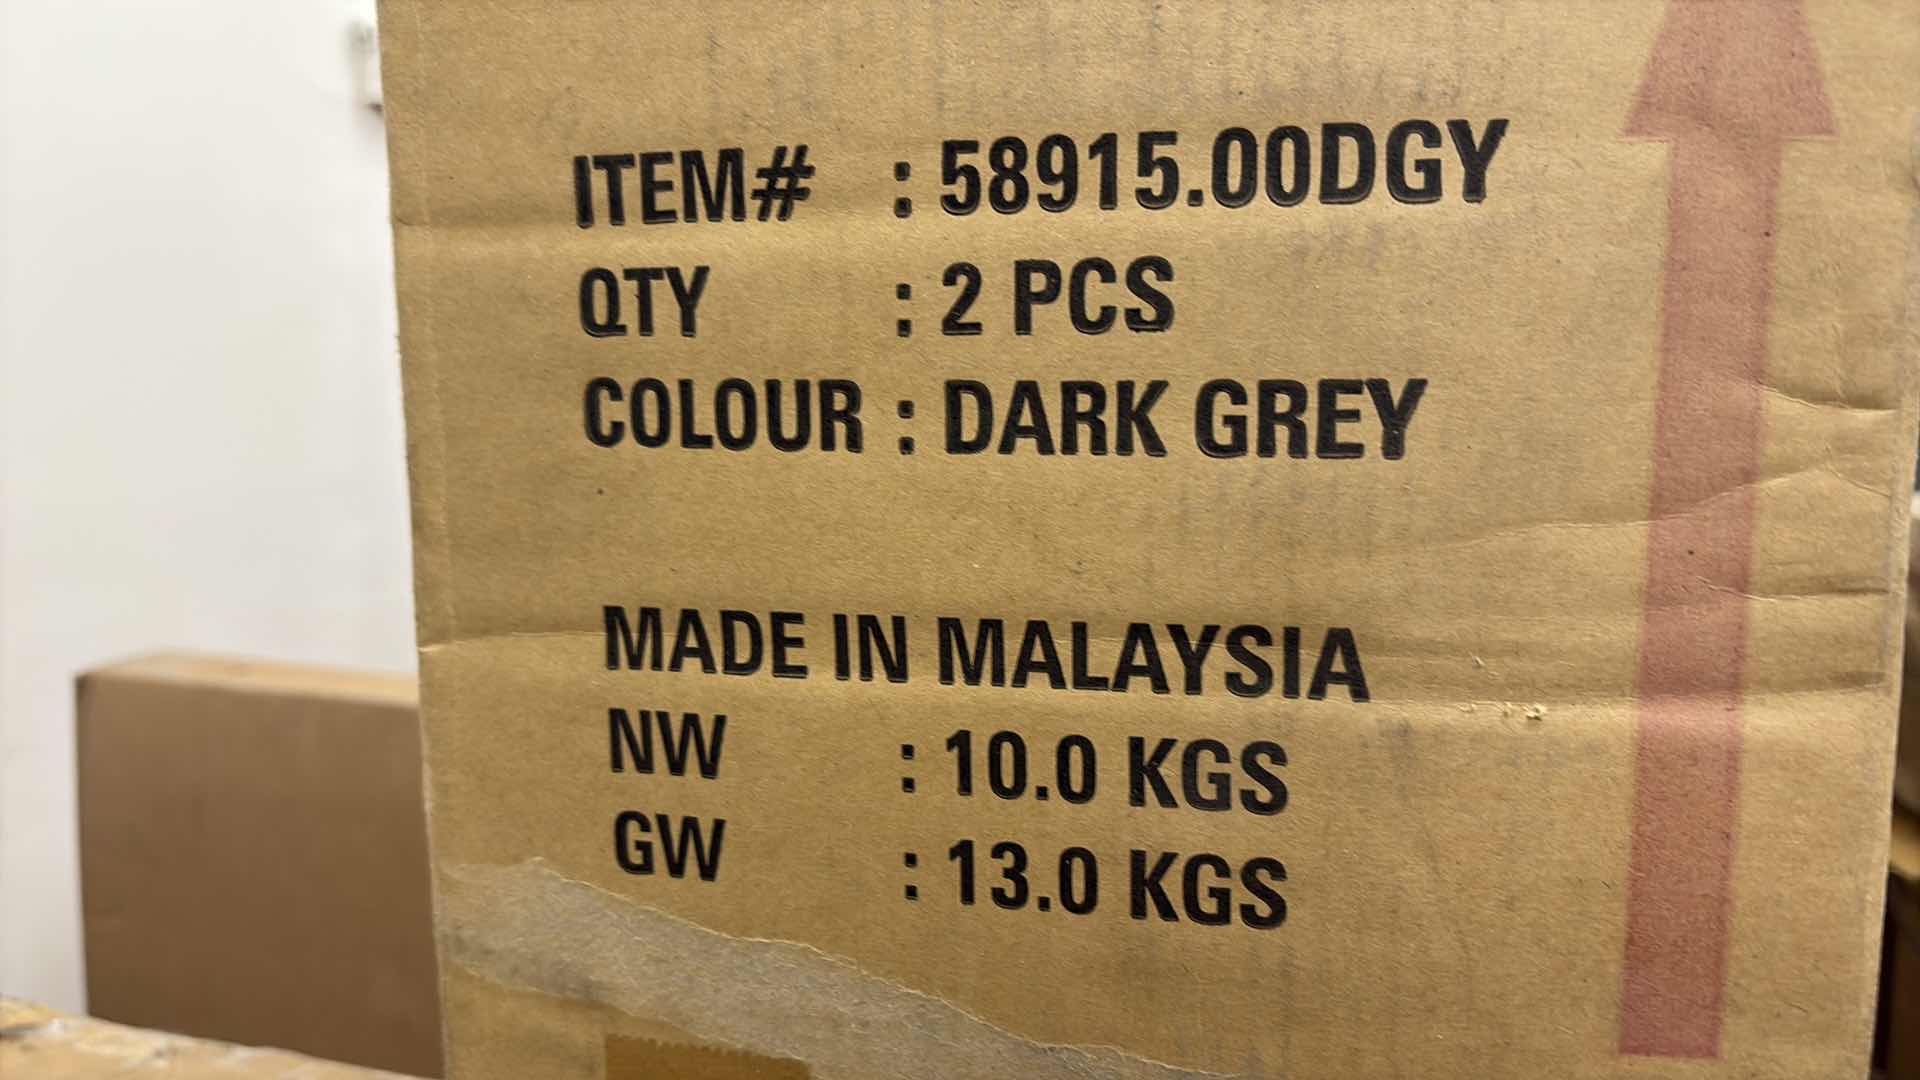 ITEM# : 58915.00DGY
QTY : 2 PCS
COLOUR : DARK GREY
MADE IN MALAYSIA
NW : 10.0 KGS
GW : 13.0 KGS